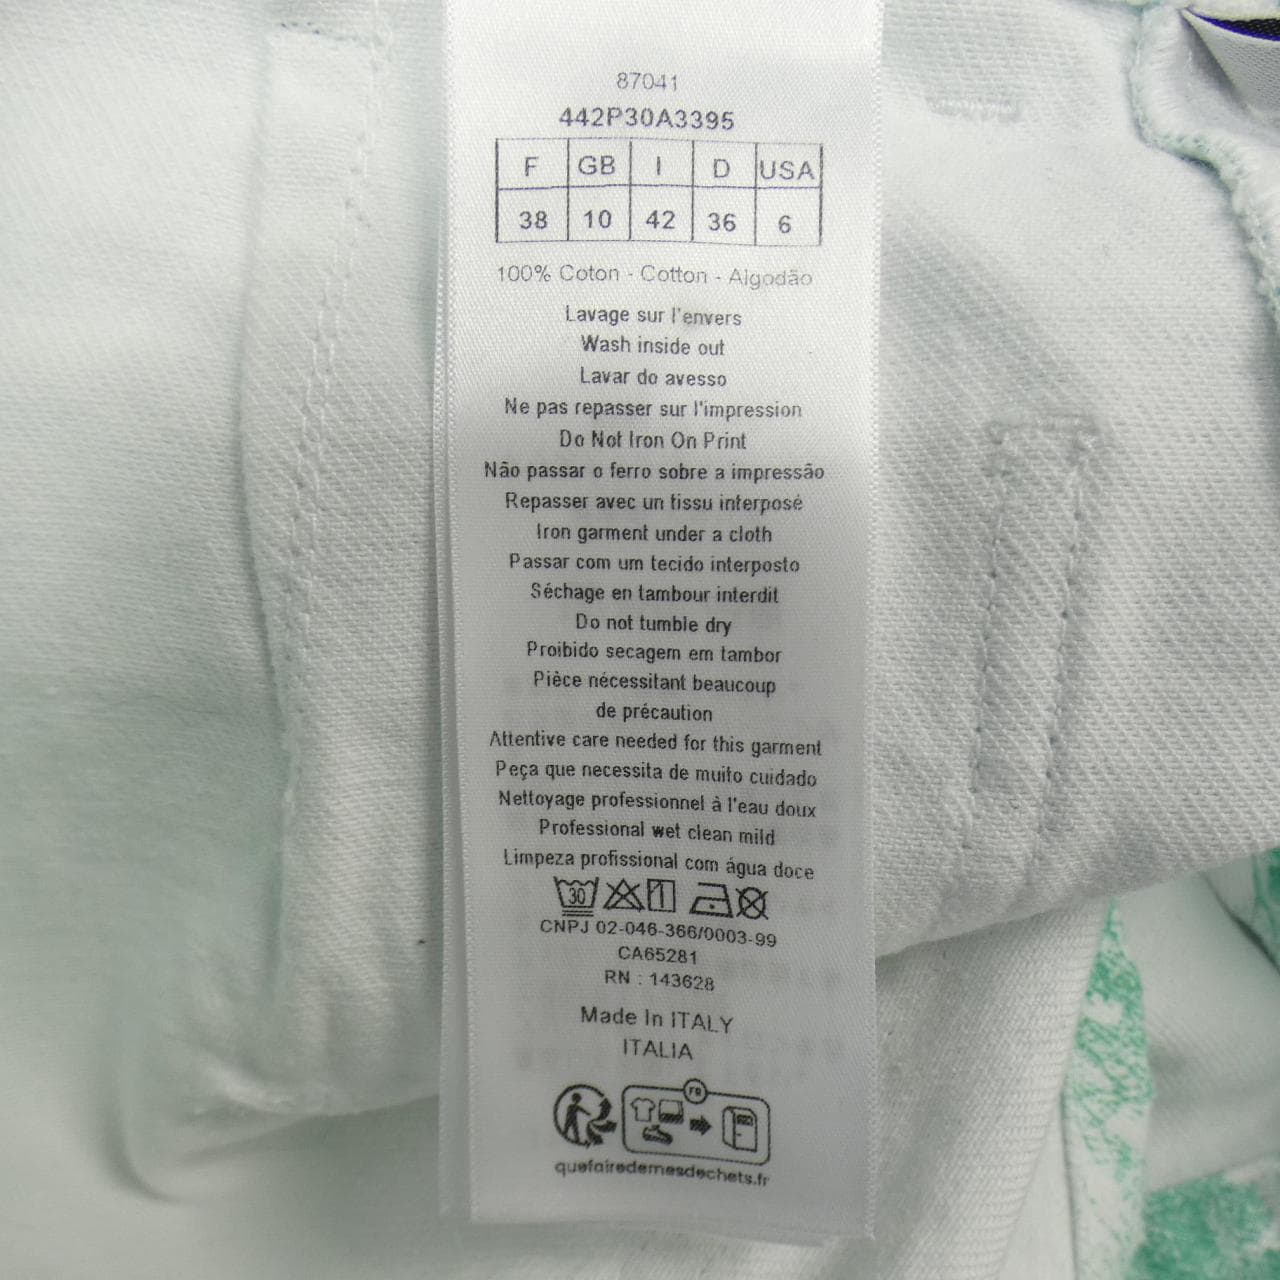 87041
442P30A3395
F GB I D USA
38 10 42 36 6
100% Coton - Cotton - Algodão
Lavage sur l'envers
Wash inside out
Lavar do avesso
Ne pas repasser sur l'impression
Do Not Iron On Print
Não passar o ferro sobre a impressão
Repasser avec un tissu interposé
Iron garment under a cloth
Passar com um tecido interposto
Séchage en tambour interdit
Do not tumble dry
Proibido secagem em tambor
Pièce nécessitant beaucoup
de précaution
Attentive care needed for this garment
Peça que necessita de muito cuidado
Nettoyage professionnel à l'eau doux
Professional wet clean mild
Limpeza profissional com água doce
30
CNPJ 02-046-366/0003-99
CA65281
RN : 143628
Made In ITALY
ITALIA
FR
quefairedemesdechets.fr